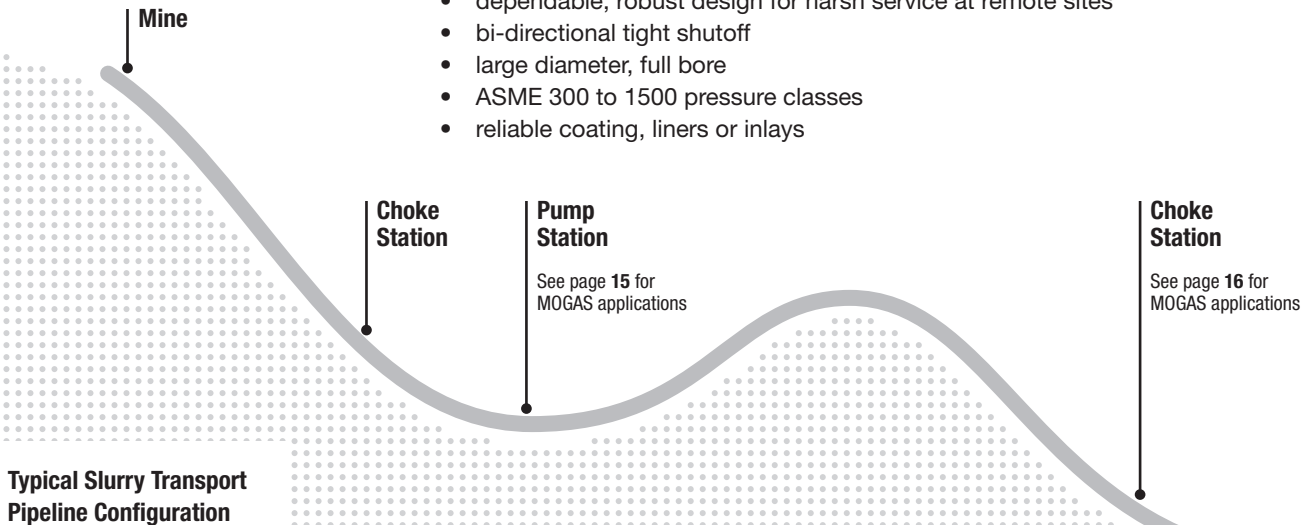 • dependable, robust design for harsh service at remote sites
• bi-directional tight shutoff
• large diameter, full bore
• ASME 300 to 1500 pressure classes
• reliable coating, liners or inlays
Mine
Choke
Station
Pump
Station
See page 15 for
MOGAS applications
Choke
Station
See page 16 for
MOGAS applications
Typical Slurry Transport
Pipeline Configuration